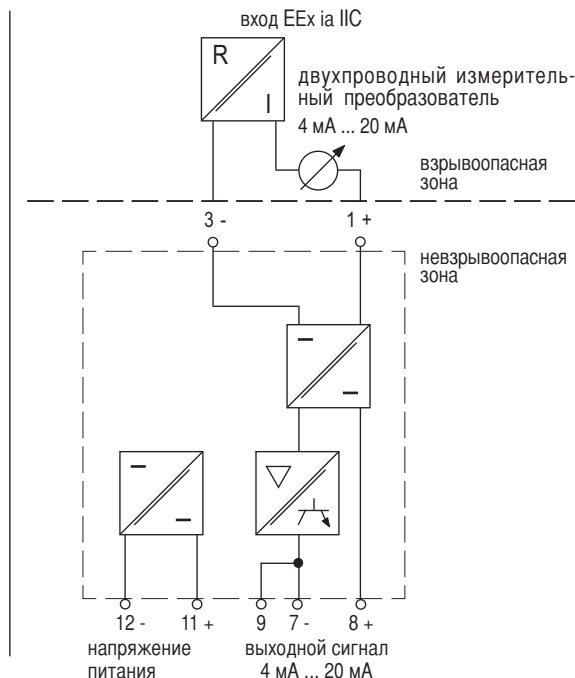 вход EEx ia IIC
R
I
двухпроводный измеритель-
ный преобразователь
4 мА ... 20 мА
взрывоопасная
зона
3 -
1 +
невзрывоопасная
зона
12 -
11 +
9
7 -
8 +
напряжение
питания
выходной сигнал
4 мА ... 20 мА